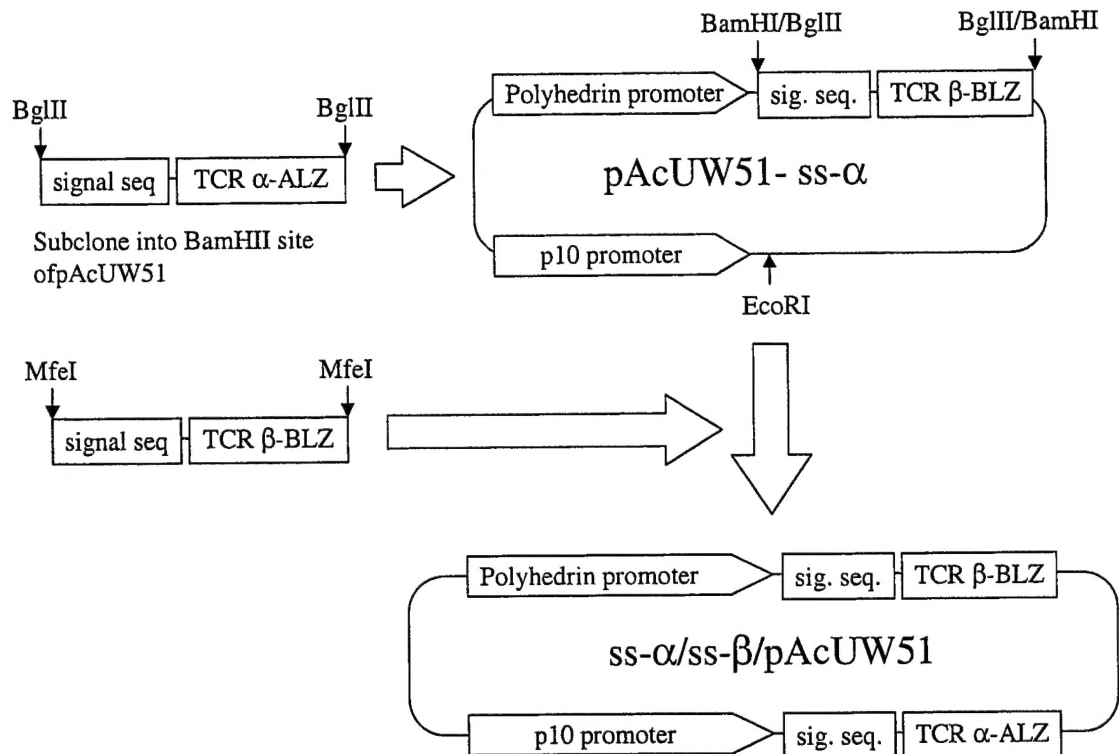 BamHI/BglII
BglII/BamHI
Polyhedrin promoter
sig. seq.
TCR β-BLZ
BglII
BglII
signal seq
TCR α-ALZ
pAcUW51- ss-α
Subclone into BamHII site
ofpAcUW51
p10 promoter
EcoRI
MfeI
MfeI
signal seq
TCR β-BLZ
Polyhedrin promoter
sig. seq.
TCR β-BLZ
ss-α/ss-β/pAcUW51
p10 promoter
sig. seq.
TCR α-ALZ